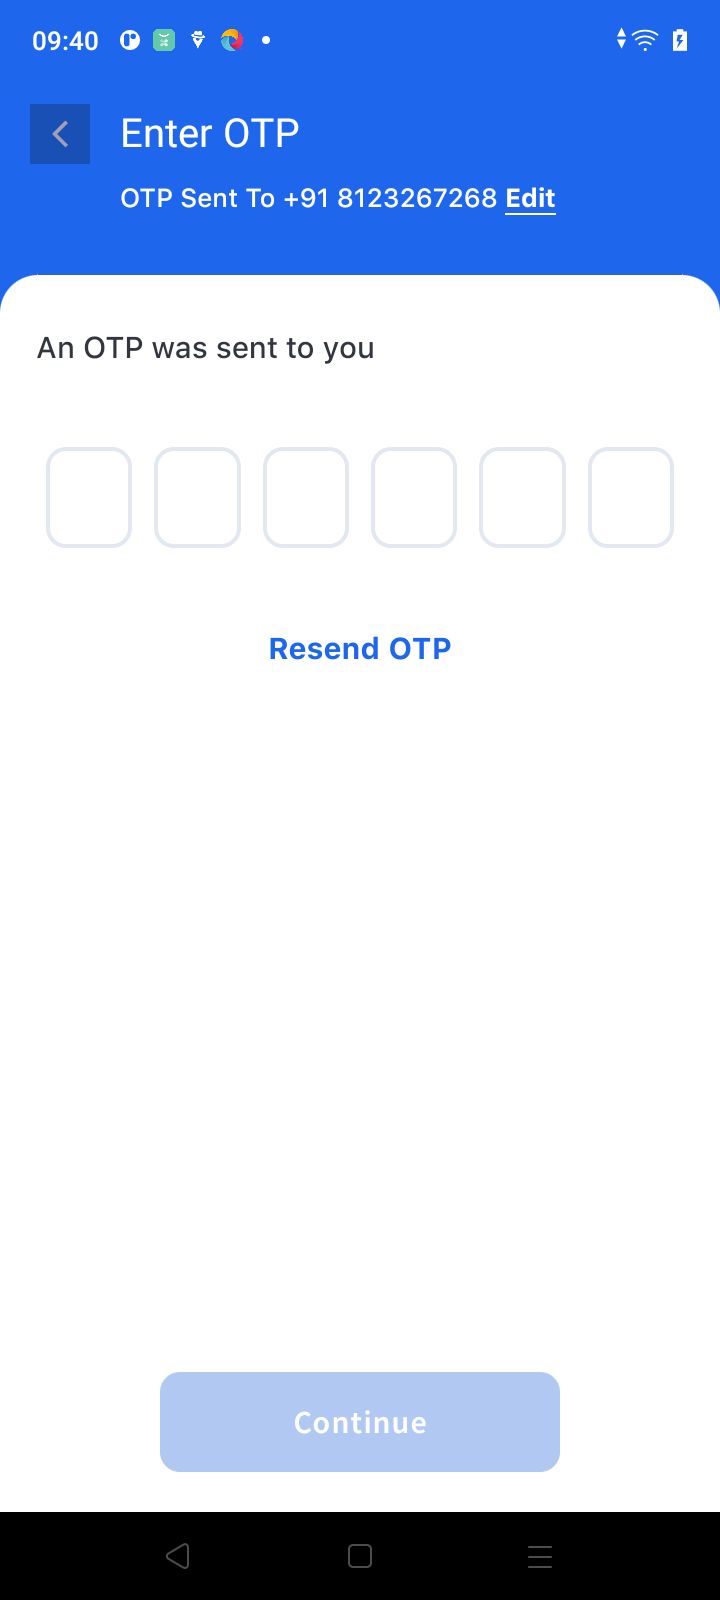 09:40
Enter OTP
OTP Sent To +91 8123267268 Edit
An OTP was sent to you
Resend OTP
Continue